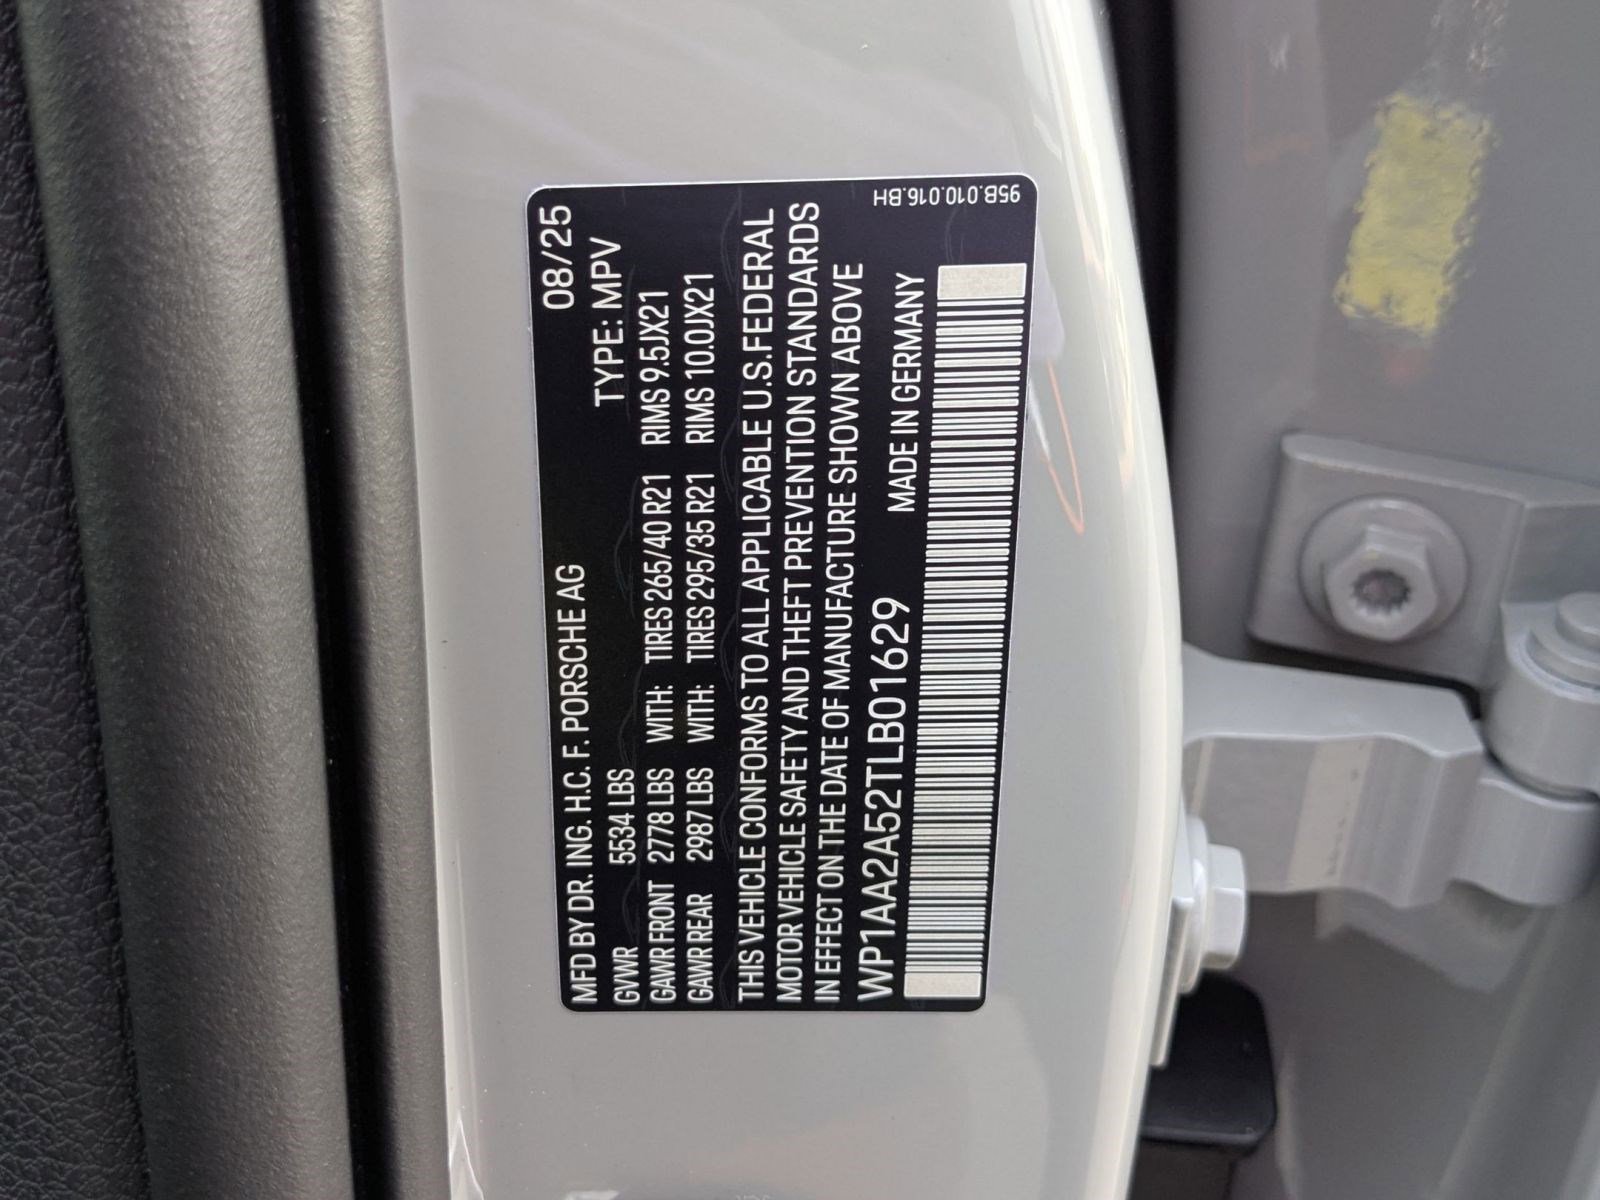 08/25
MFD BY DR. ING. H.C. F. PORSCHE AG
GVWR 5534 LBS TYPE: MPV
GAWR FRONT 2778 LBS WITH: TIRES 265/40 R21 RIMS 9.5JX21
GAWR REAR 2987 LBS WITH: TIRES 295/35 R21 RIMS 10.0JX21
THIS VEHICLE CONFORMS TO ALL APPLICABLE U.S.FEDERAL
MOTOR VEHICLE SAFETY AND THEFT PREVENTION STANDARDS
IN EFFECT ON THE DATE OF MANUFACTURE SHOWN ABOVE
WP1AA2A52TLB01629 MADE IN GERMANY
95B.010.016.BH